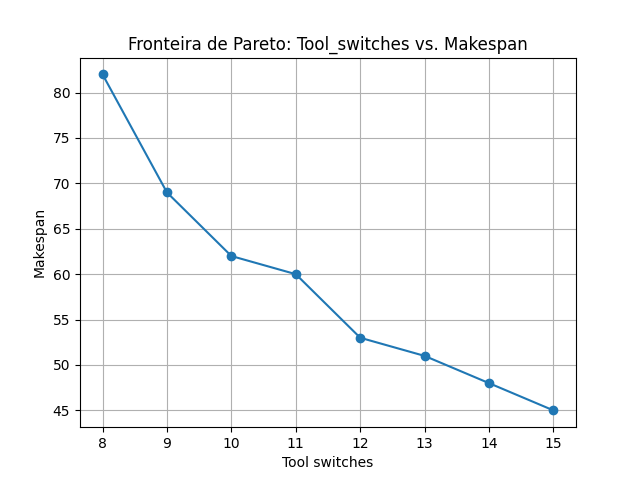 Fronteira de Pareto: Tool_switches vs. Makespan
80
75
70
65
60
55
50
45
Makespan
8 9 10 11 12 13 14 15
Tool switches